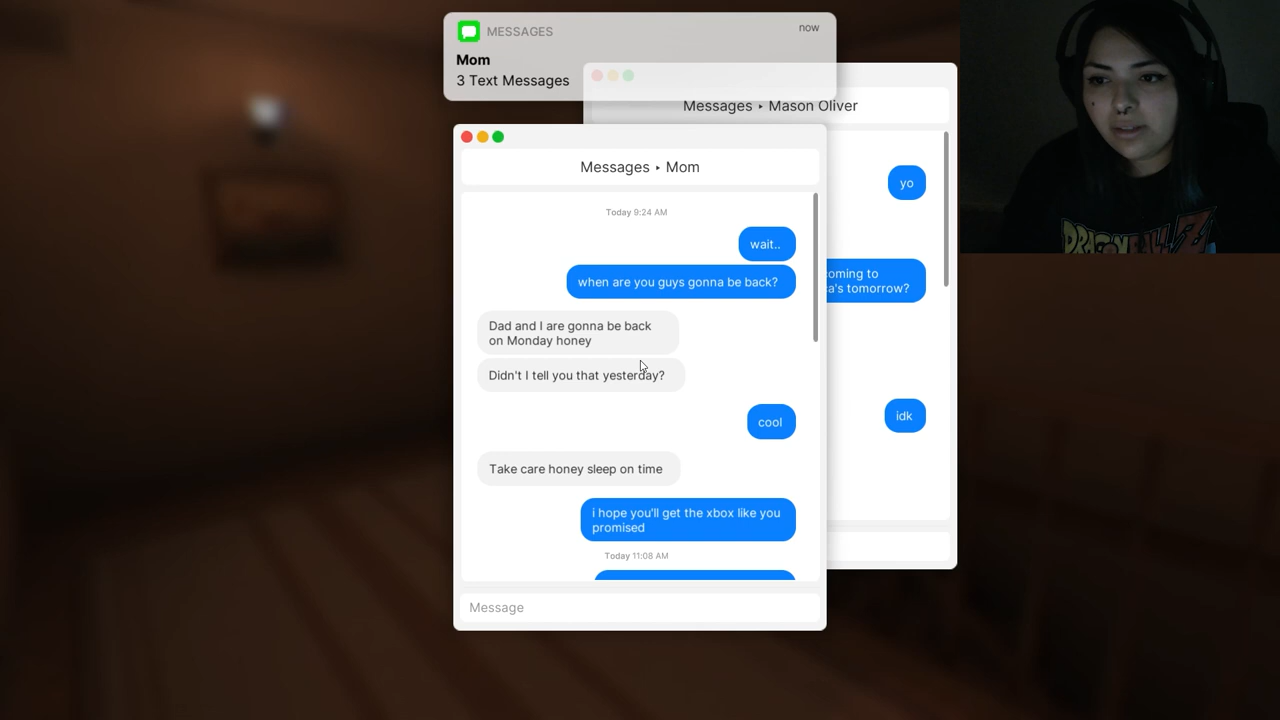 MESSAGES
now
Mom
3 Text Messages
Messages ‣ Mason Oliver
yo
coming to
a's tomorrow?
idk
Messages ‣ Mom
Today 9:24 AM
wait..
when are you guys gonna be back?
Dad and I are gonna be back
on Monday honey
Didn't I tell you that yesterday?
cool
Take care honey sleep on time
i hope you'll get the xbox like you
promised
Today 11:08 AM
Message
DRAGON BALL Z